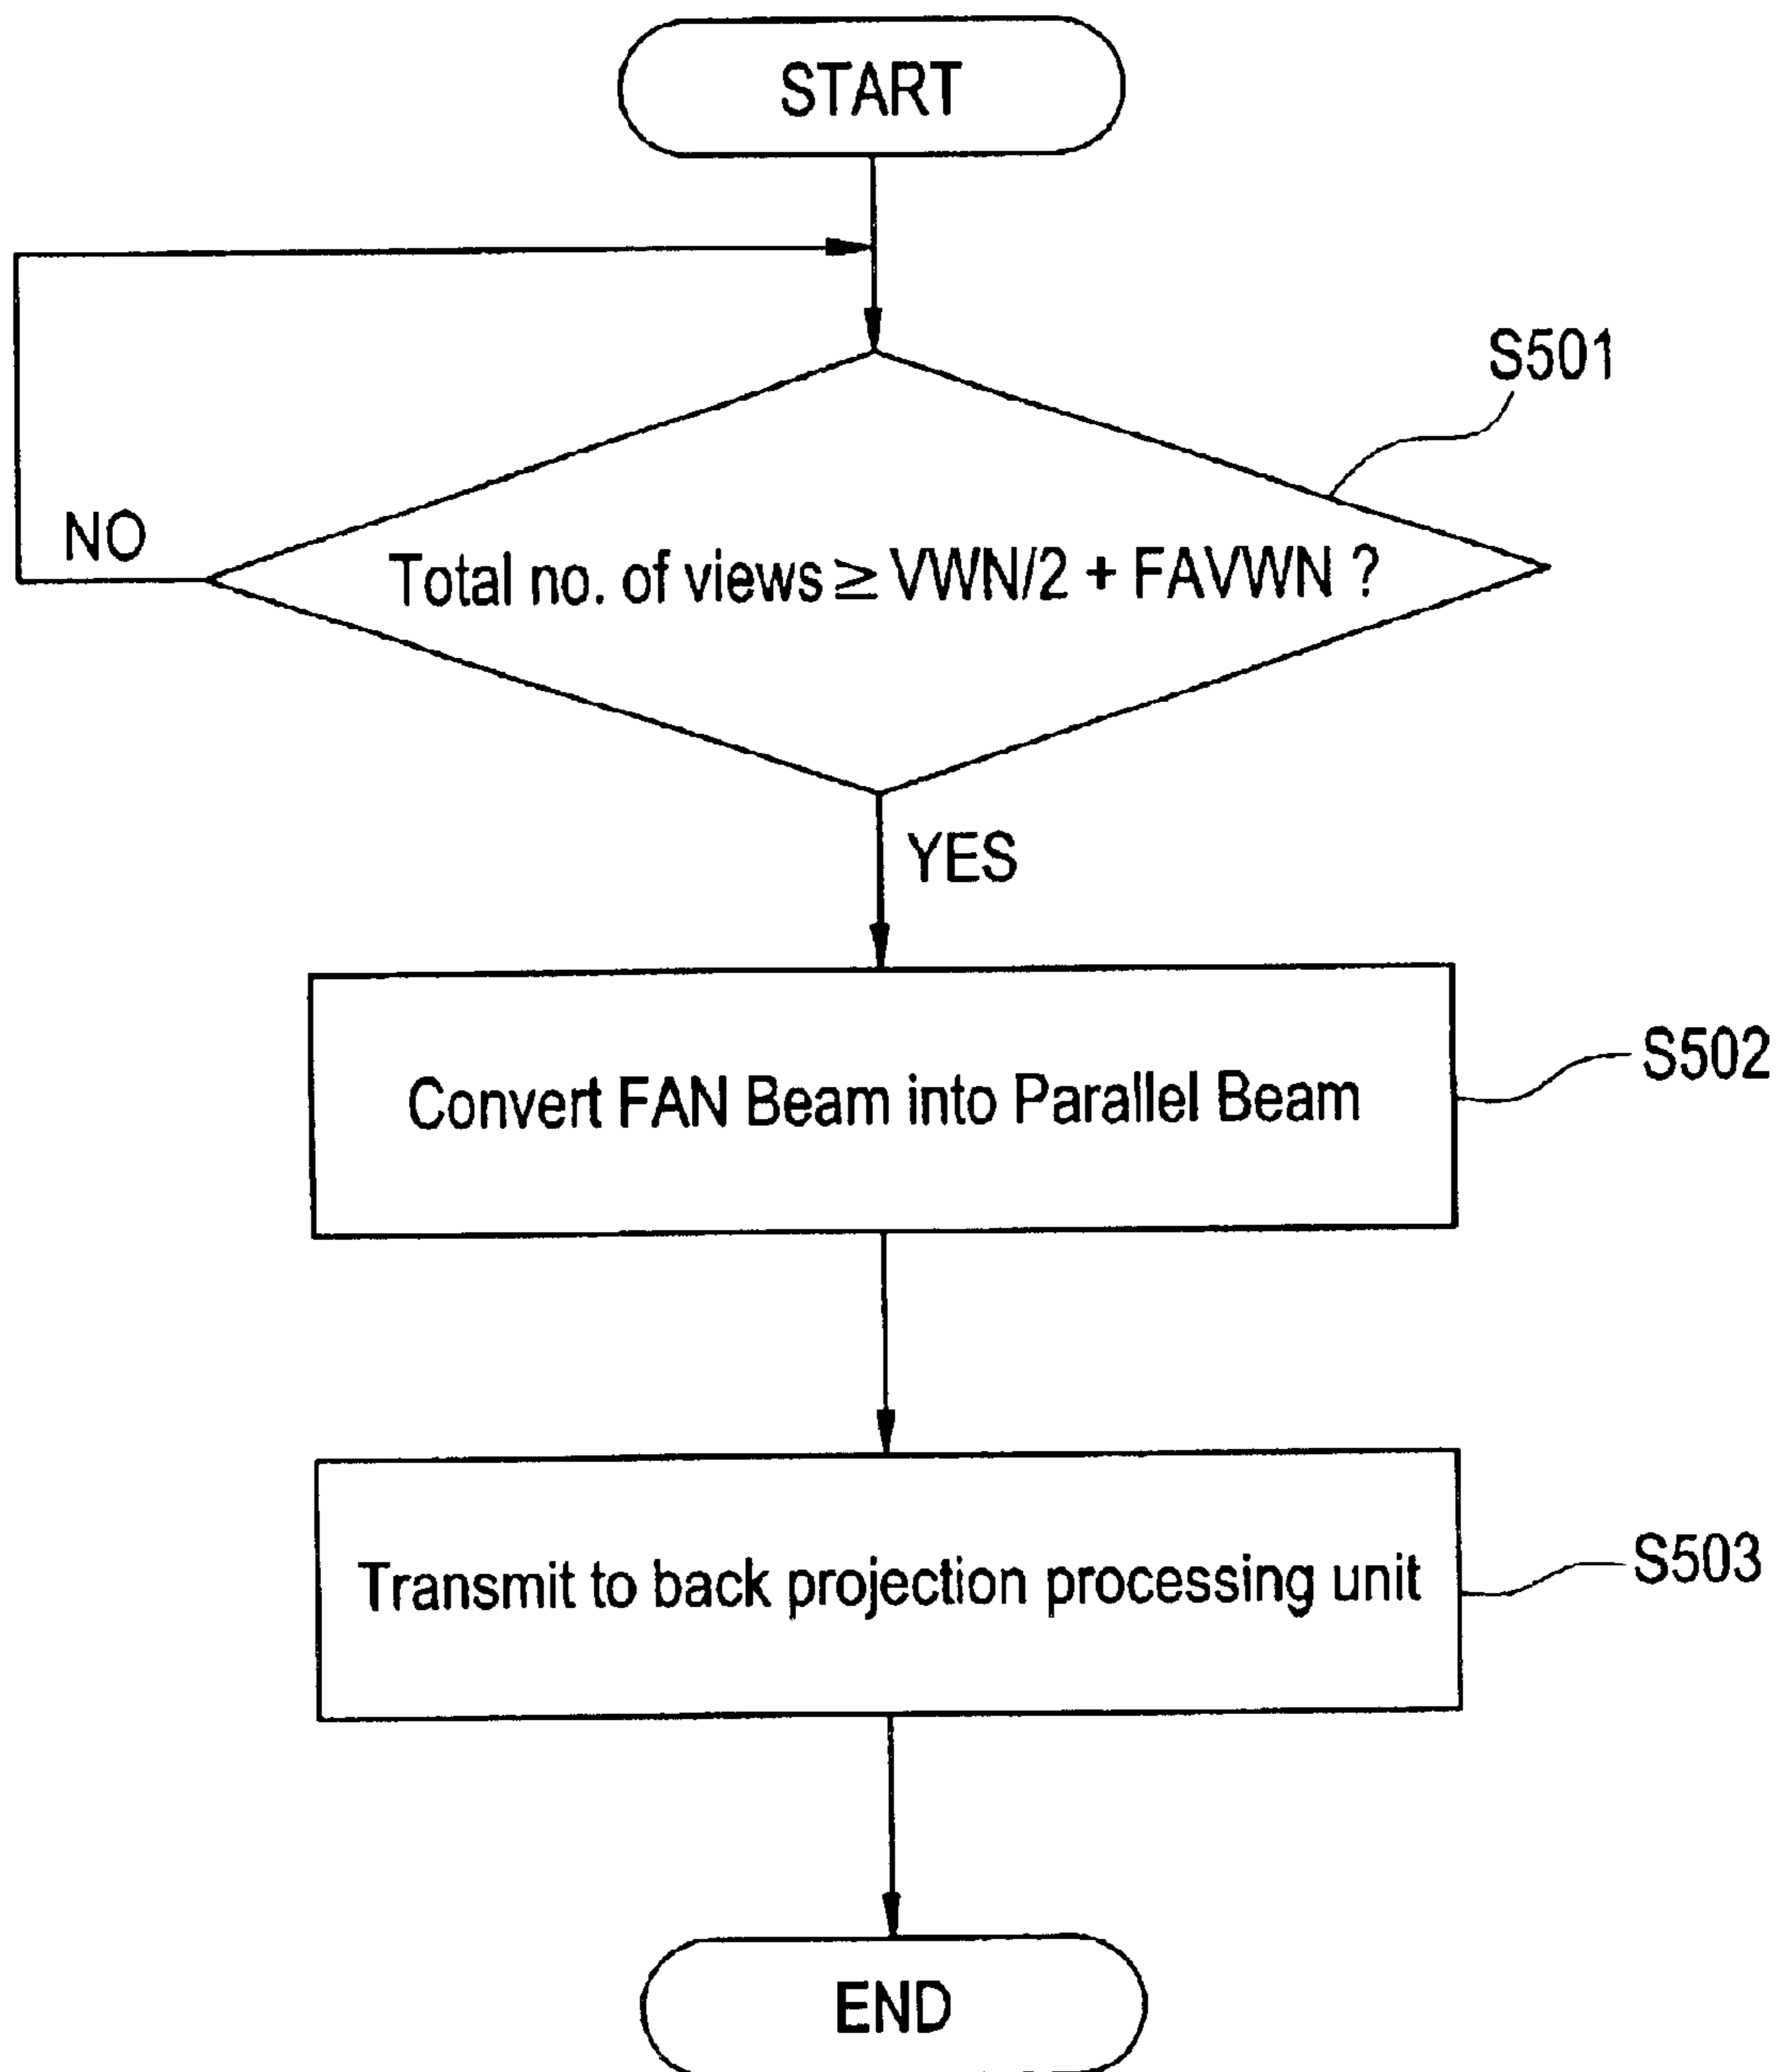 START
S501
NO
Total no. of views ≥ VWN/2 + FAVWN ?
YES
Convert FAN Beam into Parallel Beam
S502
Transmit to back projection processing unit
S503
END